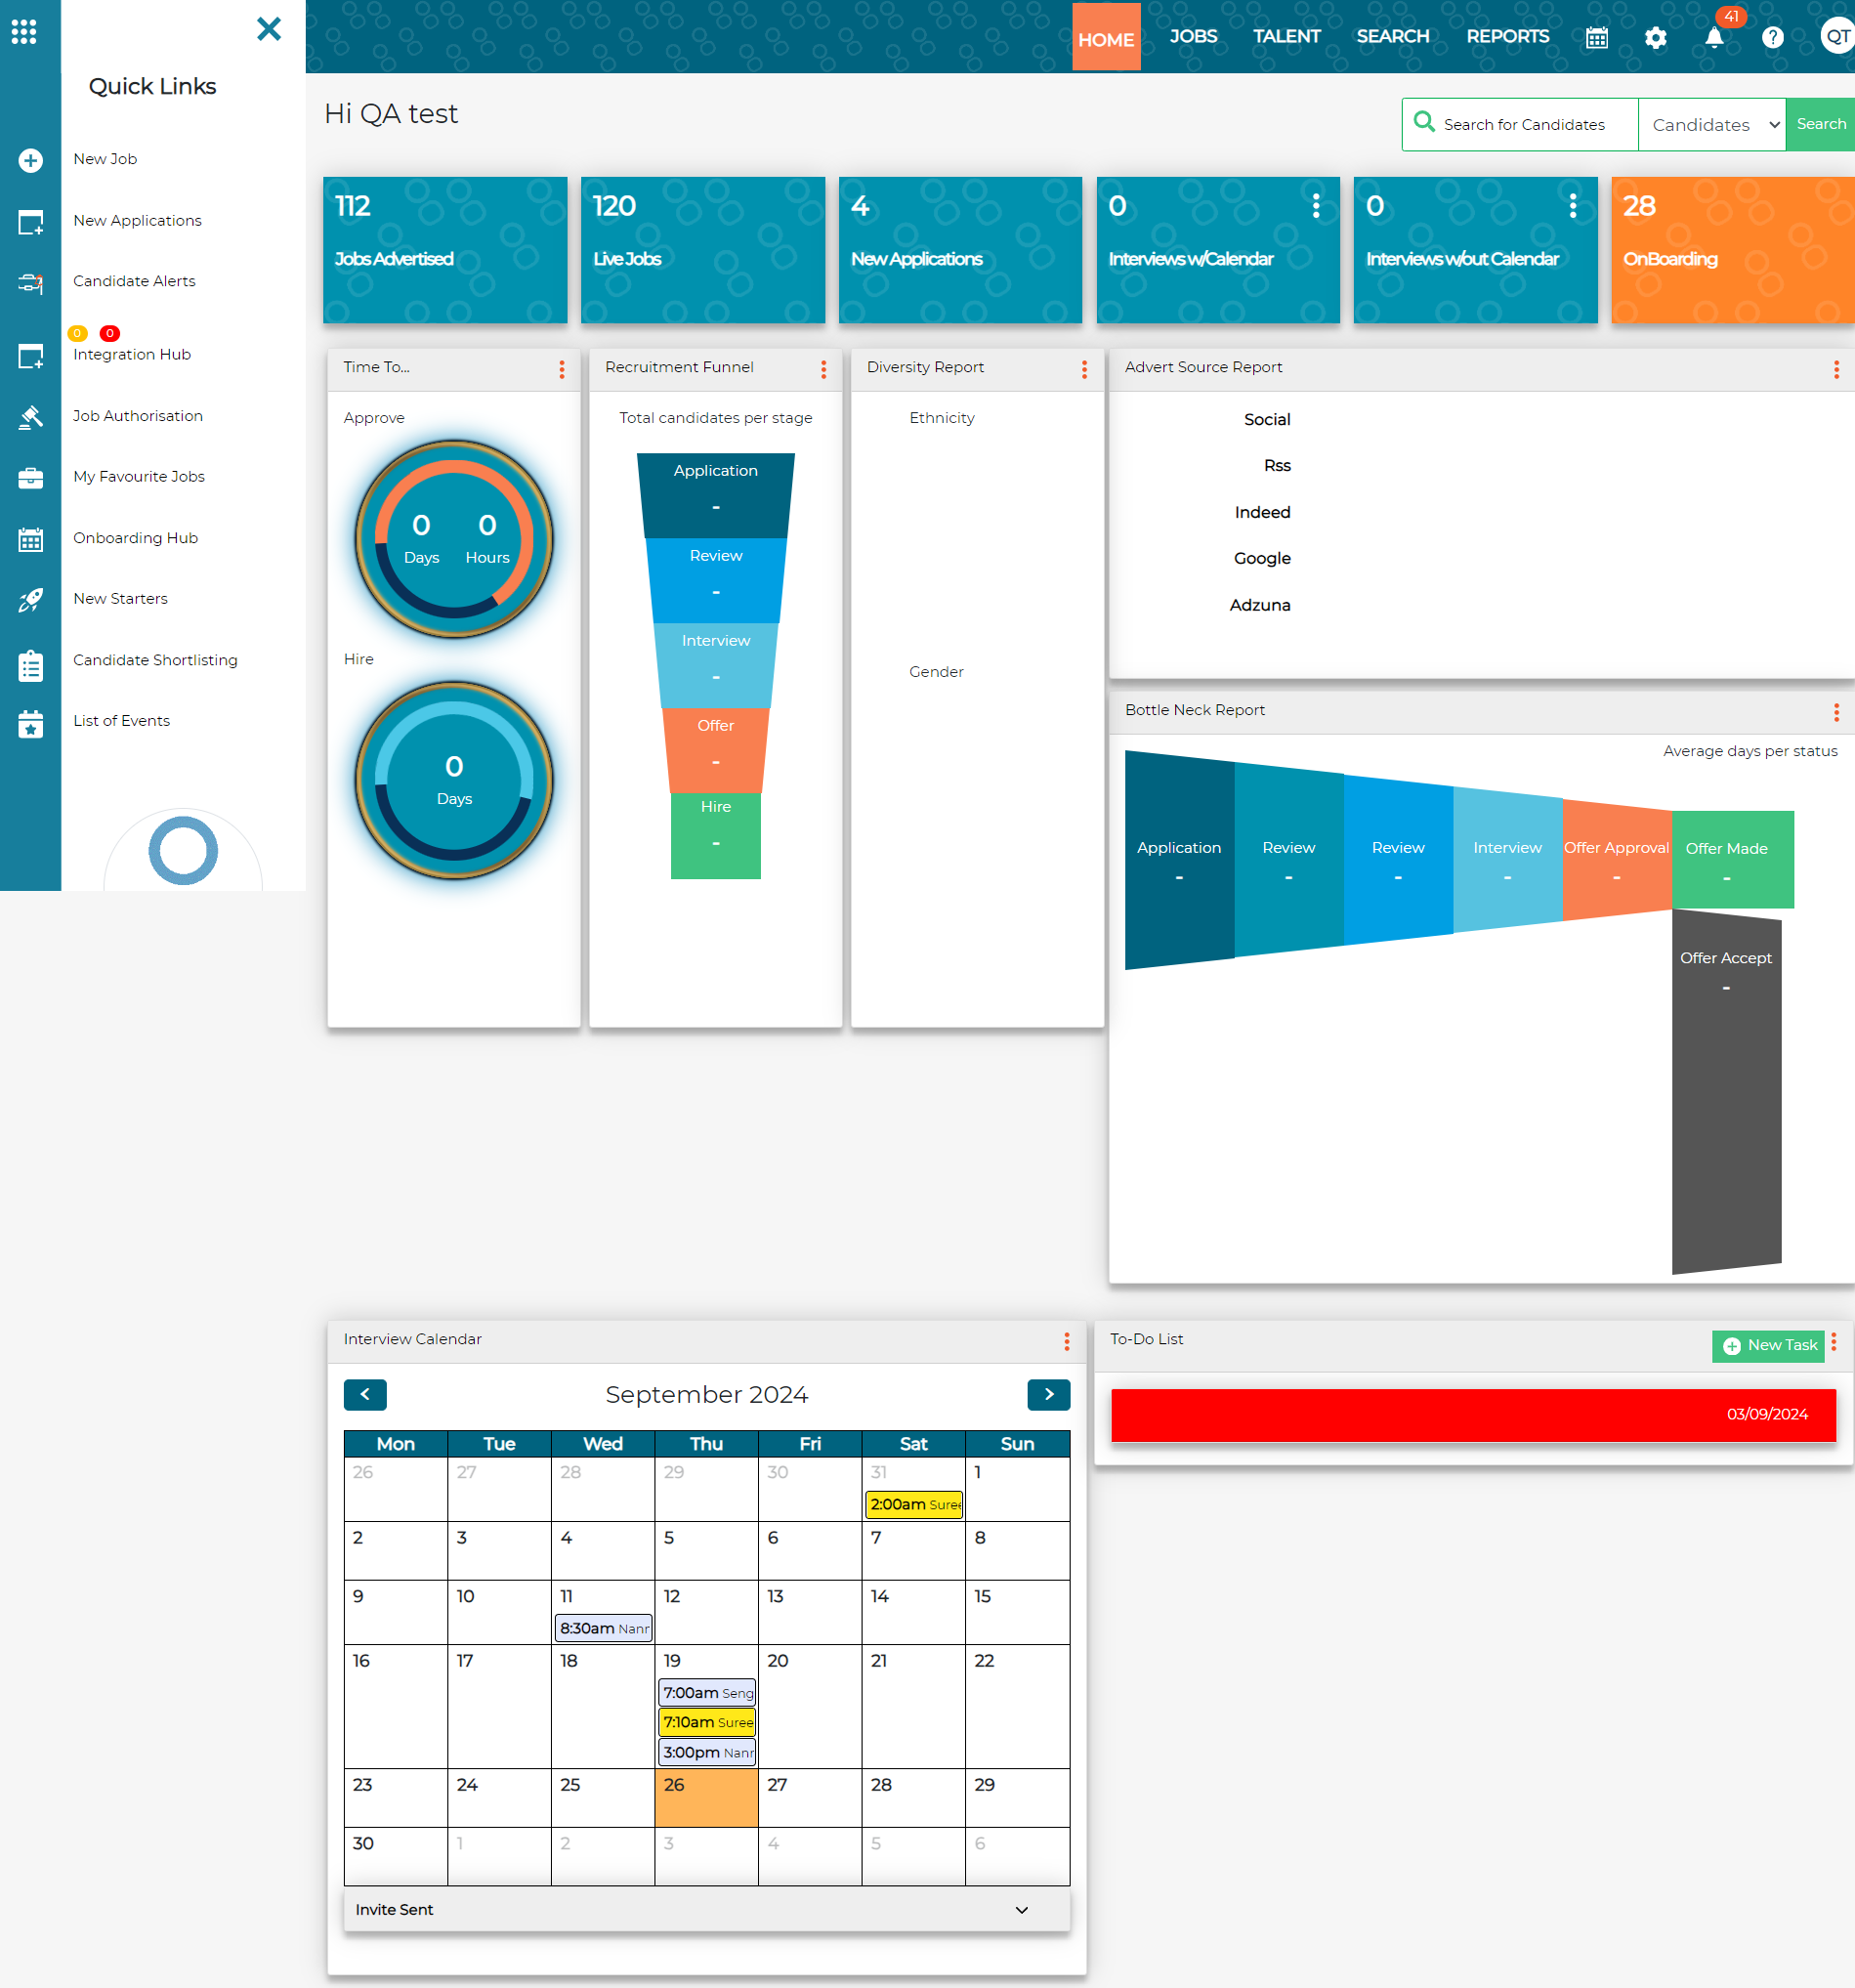 HOME
JOBS
TALENT
SEARCH
REPORTS
41
QT
Quick Links
New Job
New Applications
Candidate Alerts
0 0
Integration Hub
Job Authorisation
My Favourite Jobs
Onboarding Hub
New Starters
Candidate Shortlisting
List of Events
Hi QA test
Search for Candidates
Candidates
Search
112
Jobs Advertised
120
Live Jobs
4
New Applications
0
Interviews w/Calendar
0
Interviews w/out Calendar
28
OnBoarding
Time To...
Approve
0 0
Days Hours
Hire
0
Days
Recruitment Funnel
Total candidates per stage
Application
-
Review
-
Interview
-
Offer
-
Hire
-
Diversity Report
Ethnicity
Gender
Advert Source Report
Social
Rss
Indeed
Google
Adzuna
Bottle Neck Report
Average days per status
Application
-
Review
-
Review
-
Interview
-
Offer Approval
-
Offer Made
-
Offer Accept
-
Interview Calendar
September 2024
Mon Tue Wed Thu Fri Sat Sun
26 27 28 29 30 31 1
2:00am Suree
2 3 4 5 6 7 8
9 10 11 12 13 14 15
8:30am
16 17 18 19 20 21 22
7:00am Seng
7:10am Suree
3:00pm
23 24 25 26 27 28 29
30 1 2 3 4 5 6
Invite Sent
To-Do List
New Task
03/09/2024